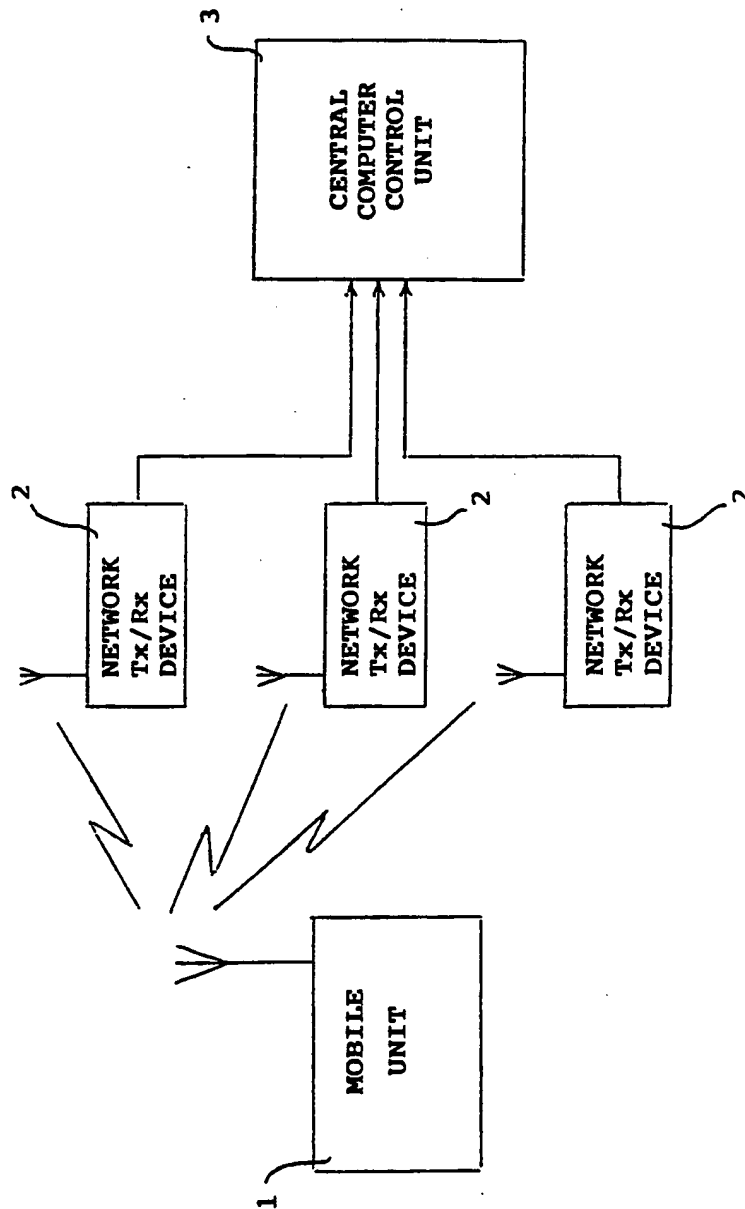 3
CENTRAL
COMPUTER
CONTROL
UNIT
2
NETWORK
Tx/Rx
DEVICE
2
NETWORK
Tx/Rx
DEVICE
2
NETWORK
Tx/Rx
DEVICE
MOBILE
UNIT
1